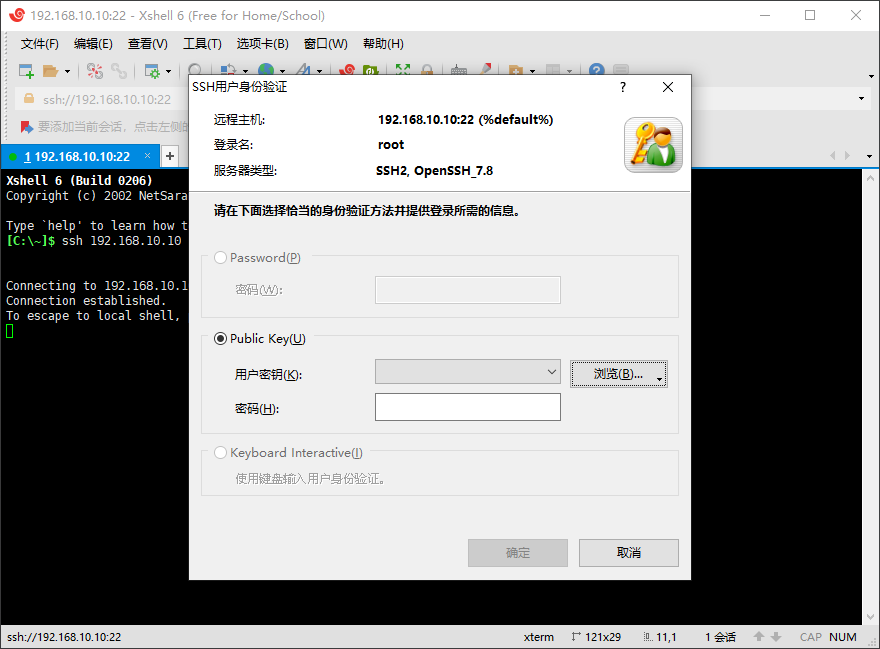 192.168.10.10:22 - Xshell 6 (Free for Home/School)
文件(F) 编辑(E) 查看(V) 工具(T) 选项卡(B) 窗口(W) 帮助(H)
ssh://192.168.10.10:22
要添加当前会话，点击左侧的
1 192.168.10.10:22 × +
Xshell 6 (Build 0206)
Copyright (c) 2002 NetSara
Type `help' to learn how t
[C:\~]$ ssh 192.168.10.10
Connecting to 192.168.10.1
Connection established.
To escape to local shell,
SSH用户身份验证 ?
远程主机: 192.168.10.10:22 (%default%)
登录名: root
服务器类型: SSH2, OpenSSH_7.8
请在下面选择恰当的身份验证方法并提供登录所需的信息。
Password(P)
密码(W):
Public Key(U)
用户密钥(K): 浏览(B)...
密码(H):
Keyboard Interactive(I)
使用键盘输入用户身份验证。
确定 取消
ssh://192.168.10.10:22 xterm 121x29 11,1 1 会话 CAP NUM